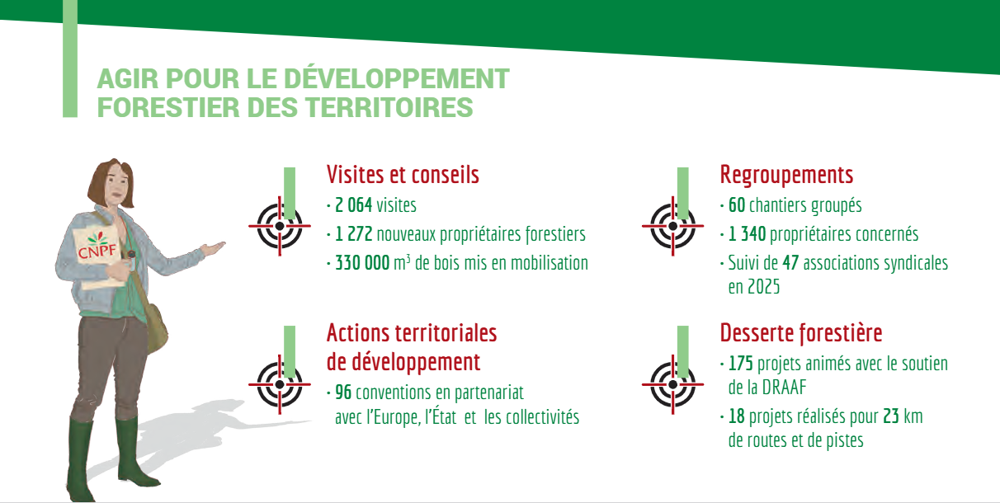 AGIR POUR LE DÉVELOPPEMENT
FORESTIER DES TERRITOIRES
CNPF
Visites et conseils
· 2 064 visites
· 1 272 nouveaux propriétaires forestiers
· 330 000 m³ de bois mis en mobilisation
Regroupements
· 60 chantiers groupés
· 1 340 propriétaires concernés
· Suivi de 47 associations syndicales
en 2025
Actions territoriales
de développement
· 96 conventions en partenariat
avec l'Europe, l'État et les collectivités
Desserte forestière
· 175 projets animés avec le soutien
de la DRAAF
· 18 projets réalisés pour 23 km
de routes et de pistes